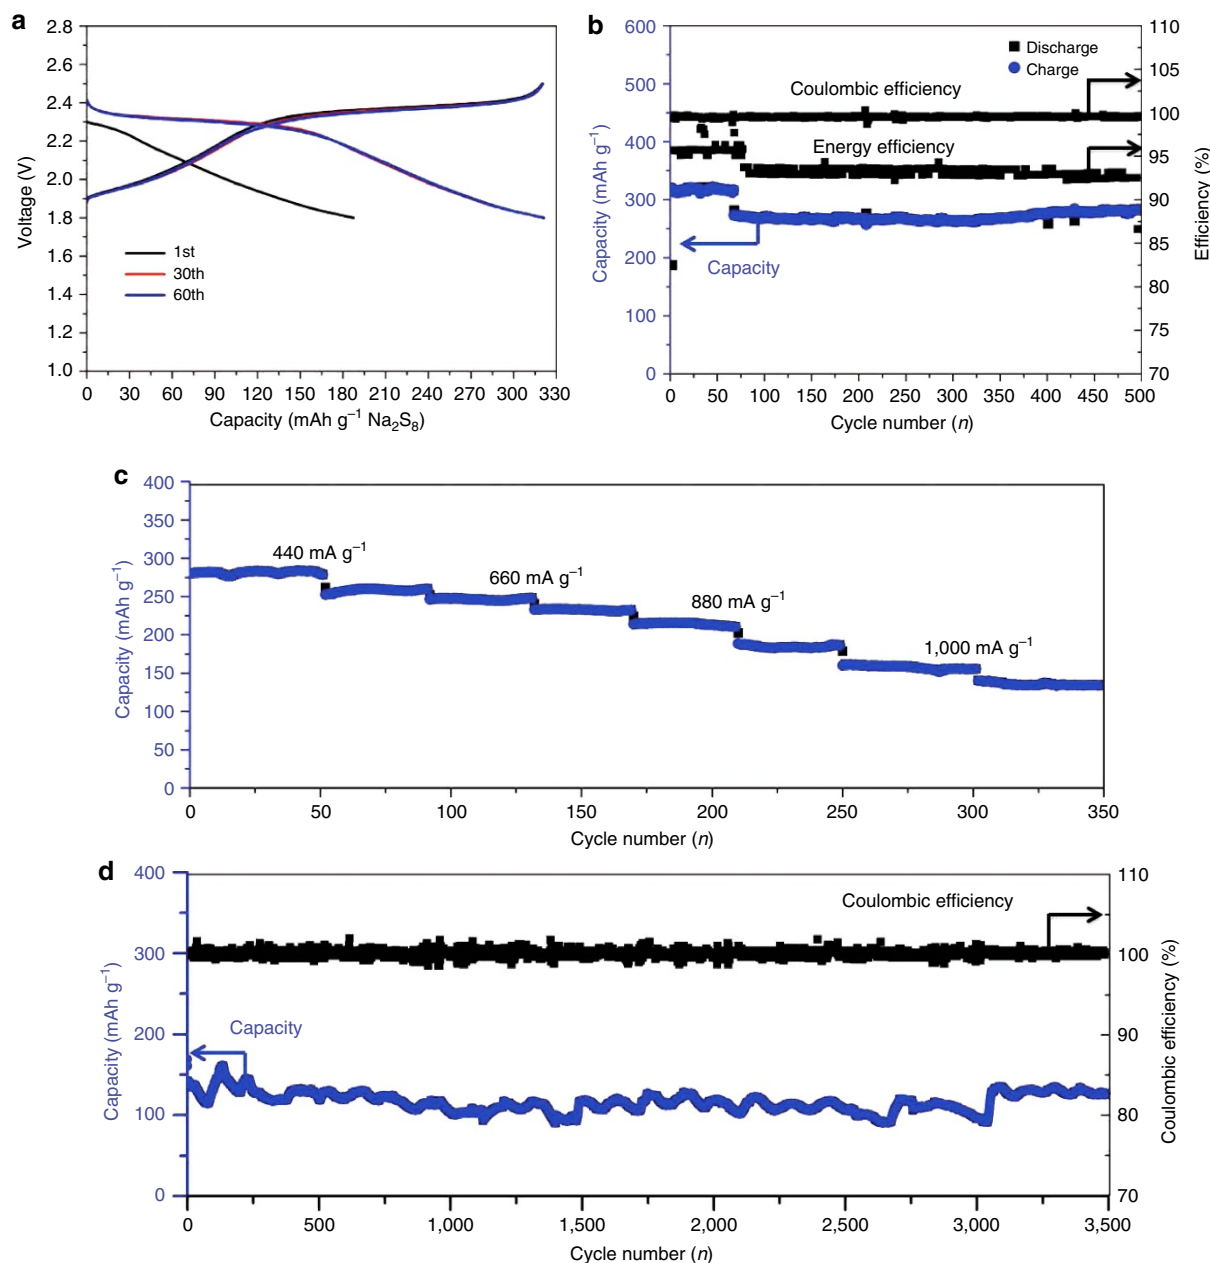 a
2.8
2.6
2.4
2.2
2.0
1.8
1.6
1.4
1.2
1.0
Voltage (V)
1st
30th
60th
0 30 60 90 120 150 180 210 240 270 300 330
Capacity (mAh g⁻¹ Na₂S₈)
b
600
500
400
300
200
100
0
Capacity (mAh g⁻¹)
Discharge
Charge
Coulombic efficiency
Energy efficiency
Capacity
110
105
100
95
90
85
80
75
70
Efficiency (%)
0 50 100 150 200 250 300 350 400 450 500
Cycle number (n)
c
400
350
300
250
200
150
100
50
0
Capacity (mAh g⁻¹)
440 mA g⁻¹
660 mA g⁻¹
880 mA g⁻¹
1,000 mA g⁻¹
0 50 100 150 200 250 300 350
Cycle number (n)
d
400
300
200
100
0
Capacity (mAh g⁻¹)
Coulombic efficiency
Capacity
110
100
90
80
70
Coulombic efficiency (%)
0 500 1,000 1,500 2,000 2,500 3,000 3,500
Cycle number (n)